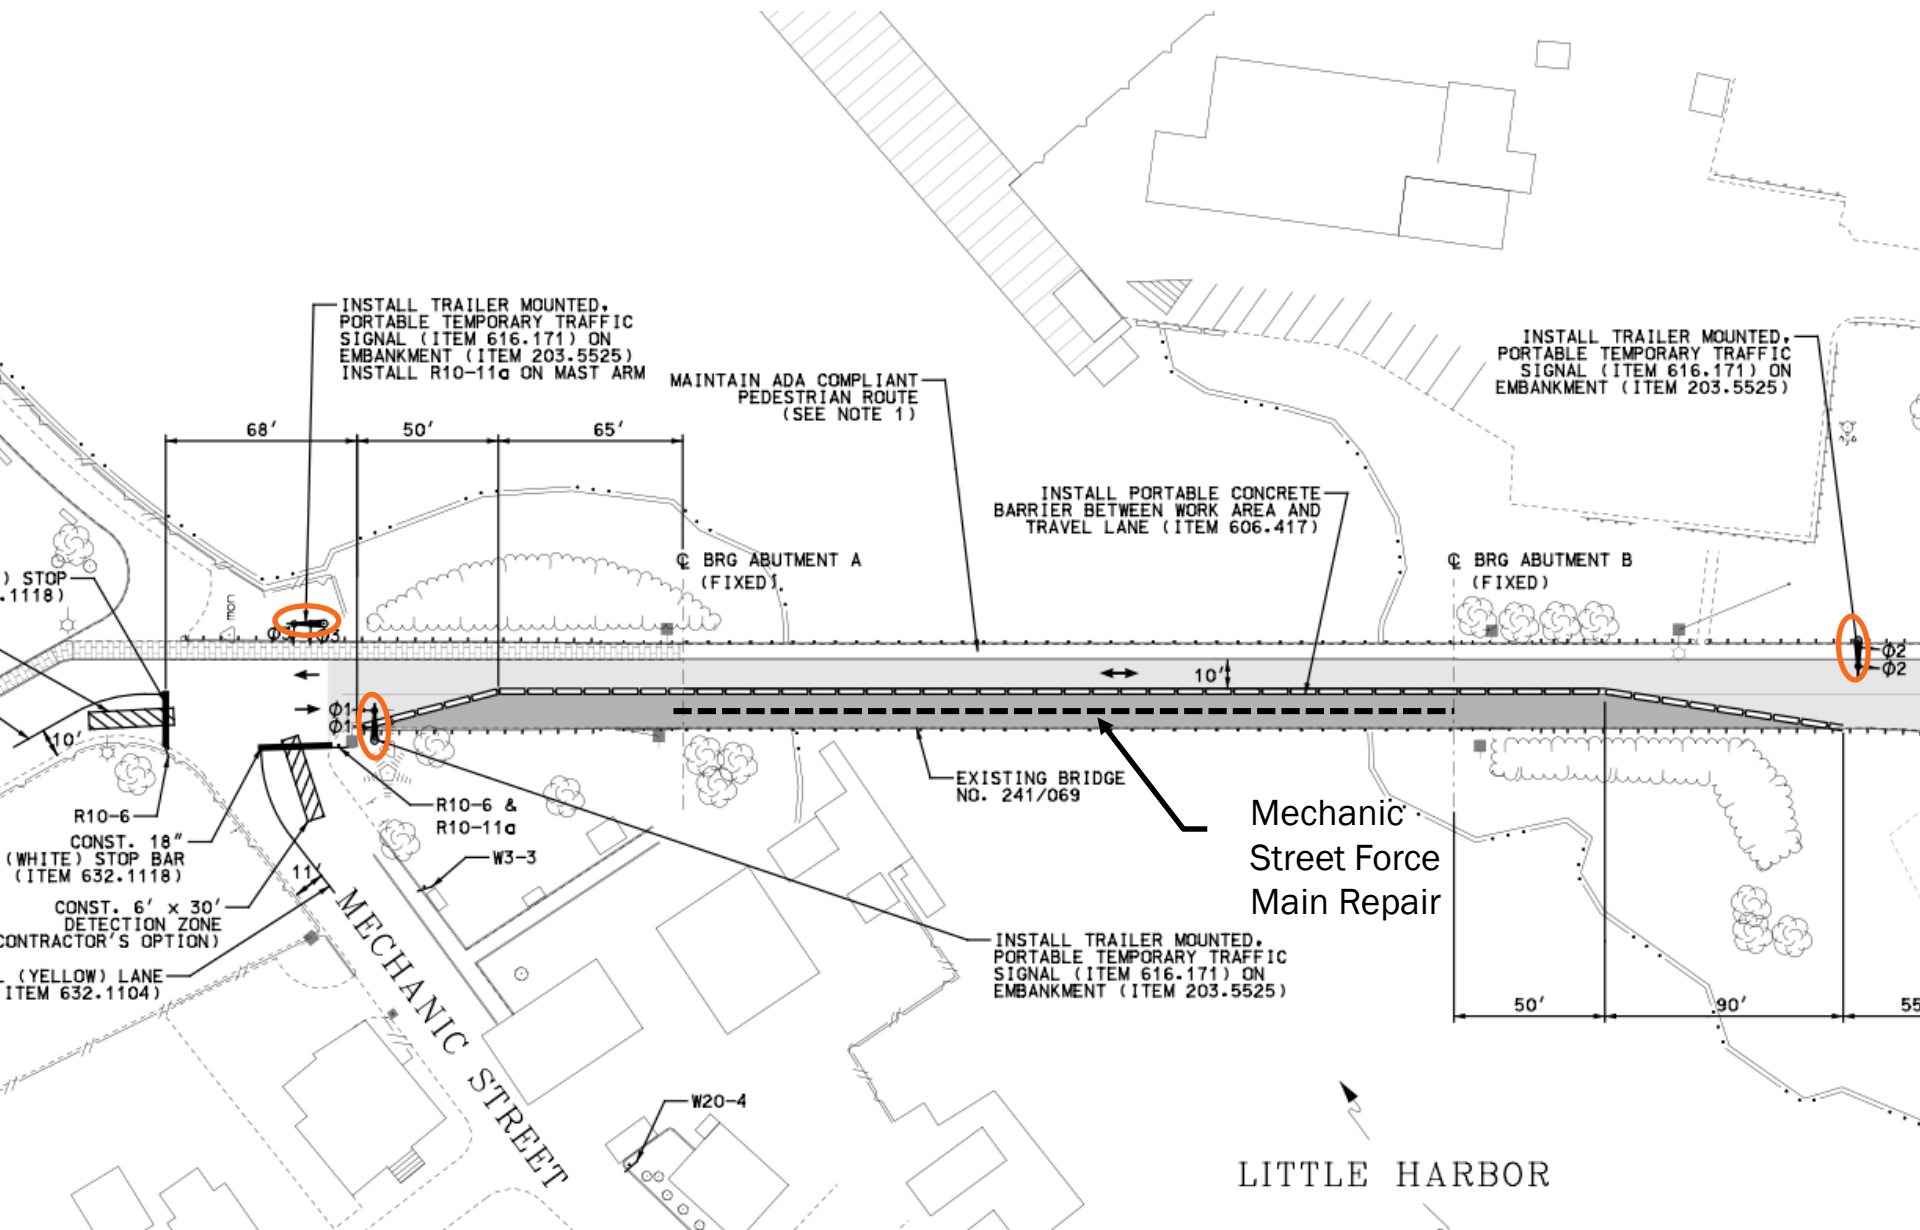 INSTALL TRAILER MOUNTED,
PORTABLE TEMPORARY TRAFFIC
SIGNAL (ITEM 616.171) ON
EMBANKMENT (ITEM 203.5525)
INSTALL R10-11a ON MAST ARM
MAINTAIN ADA COMPLIANT
PEDESTRIAN ROUTE
(SEE NOTE 1)
INSTALL TRAILER MOUNTED,
PORTABLE TEMPORARY TRAFFIC
SIGNAL (ITEM 616.171) ON
EMBANKMENT (ITEM 203.5525)
68'
50'
65'
INSTALL PORTABLE CONCRETE
BARRIER BETWEEN WORK AREA AND
TRAVEL LANE (ITEM 606.417)
℄ BRG ABUTMENT A
(FIXED)
℄ BRG ABUTMENT B
(FIXED)
) STOP
.1118)
mon
Φ3
Φ3
Φ2
Φ2
10'
Φ1
Φ1
10'
EXISTING BRIDGE
NO. 241/069
R10-6 &
R10-11a
R10-6
CONST. 18"
(WHITE) STOP BAR
(ITEM 632.1118)
W3-3
11'
CONST. 6' x 30'
DETECTION ZONE
CONTRACTOR'S OPTION)
(YELLOW) LANE
ITEM 632.1104)
MECHANIC STREET
Mechanic
Street Force
Main Repair
INSTALL TRAILER MOUNTED,
PORTABLE TEMPORARY TRAFFIC
SIGNAL (ITEM 616.171) ON
EMBANKMENT (ITEM 203.5525)
50'
90'
55
W20-4
LITTLE HARBOR